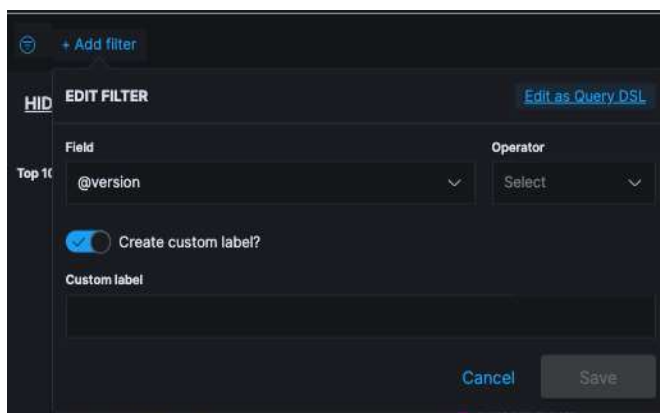 + Add filter
HID
EDIT FILTER
Edit as Query DSL
Field
Operator
Top 10
@version
Select
Create custom label?
Custom label
Cancel
Save